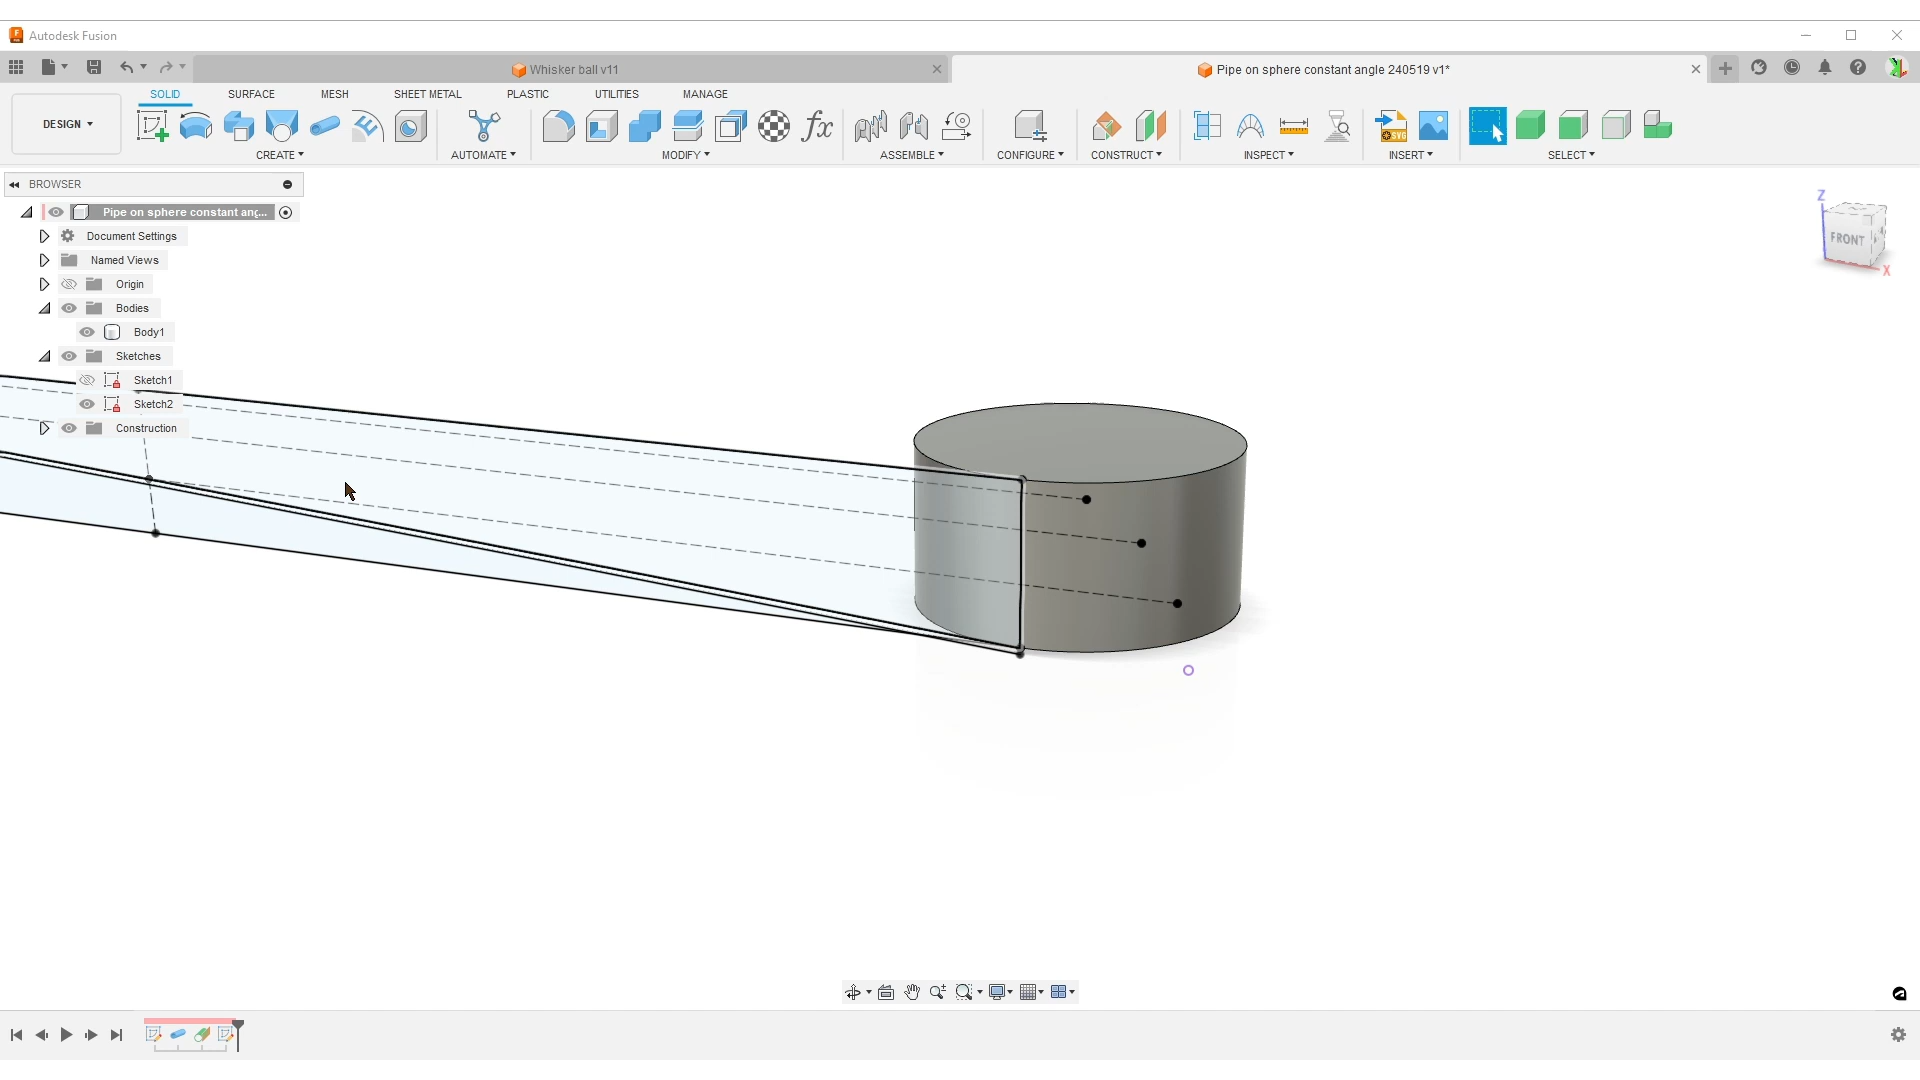 Autodesk Fusion
Whisker ball v11
Pipe on sphere constant angle 240519 v1*
SOLID SURFACE MESH SHEET METAL PLASTIC UTILITIES MANAGE
DESIGN
fx
SVG
CREATE AUTOMATE MODIFY ASSEMBLE CONFIGURE CONSTRUCT INSPECT INSERT SELECT
BROWSER
Pipe on sphere constant ang...
Document Settings
Named Views
Origin
Bodies
Body1
Sketches
Sketch1
Sketch2
Construction
Z
FRONT
X